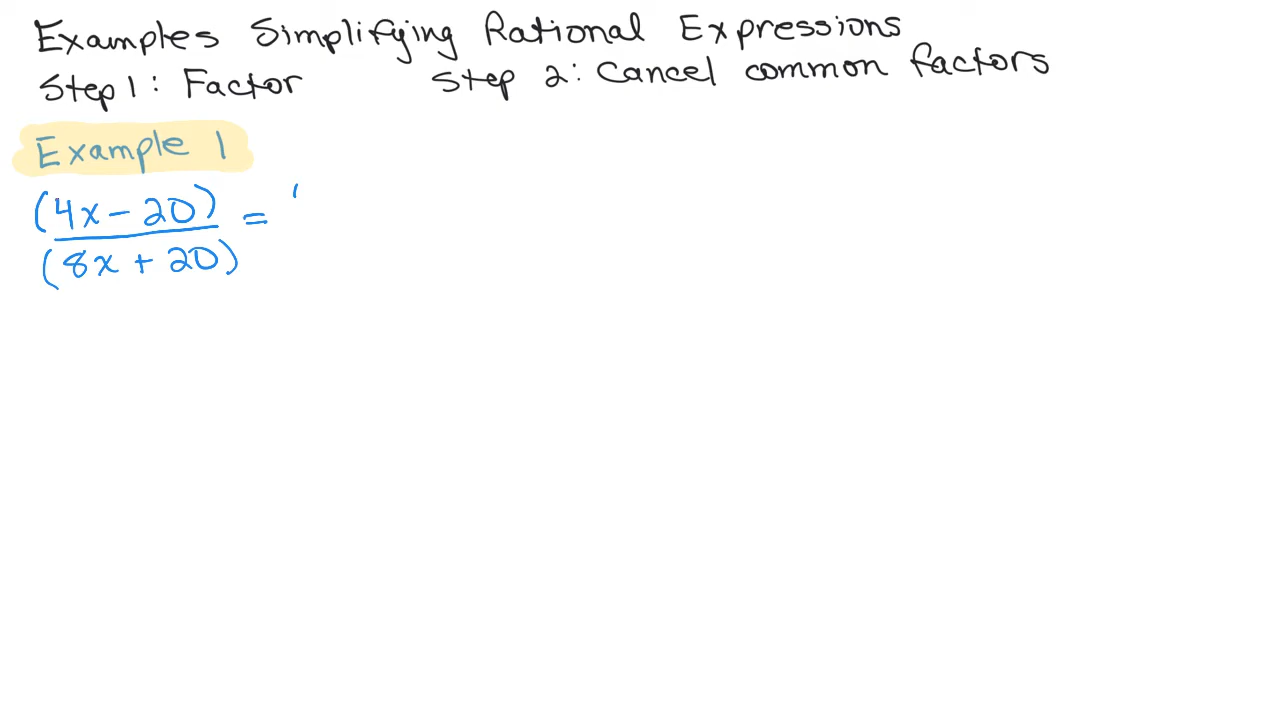 Examples Simplifying Rational Expressions
Step 1: Factor Step 2: Cancel common factors
Example 1
(4x - 20) = (
(8x + 20)